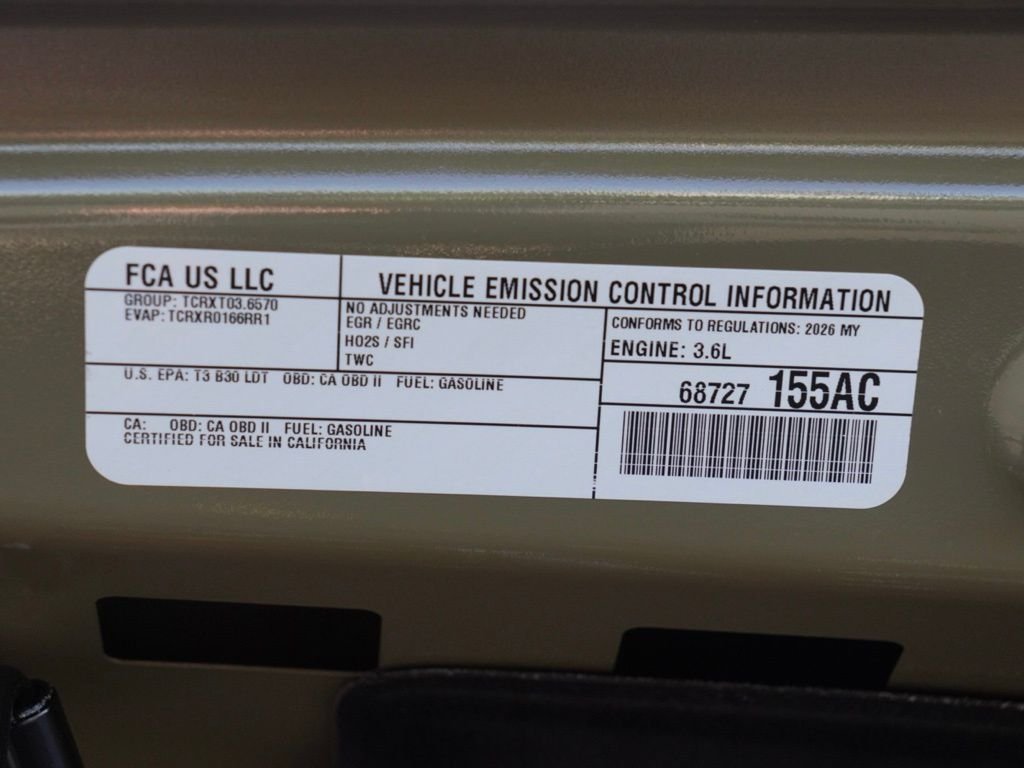 FCA US LLC
VEHICLE EMISSION CONTROL INFORMATION
GROUP: TCRXT03.6570
EVAP: TCRXR0166RR1
NO ADJUSTMENTS NEEDED
EGR / EGRC
HO2S / SFI
TWC
CONFORMS TO REGULATIONS: 2026 MY
ENGINE: 3.6L
U.S. EPA: T3 B30 LDT OBD: CA OBD II FUEL: GASOLINE
68727 155AC
CA: OBD: CA OBD II FUEL: GASOLINE
CERTIFIED FOR SALE IN CALIFORNIA